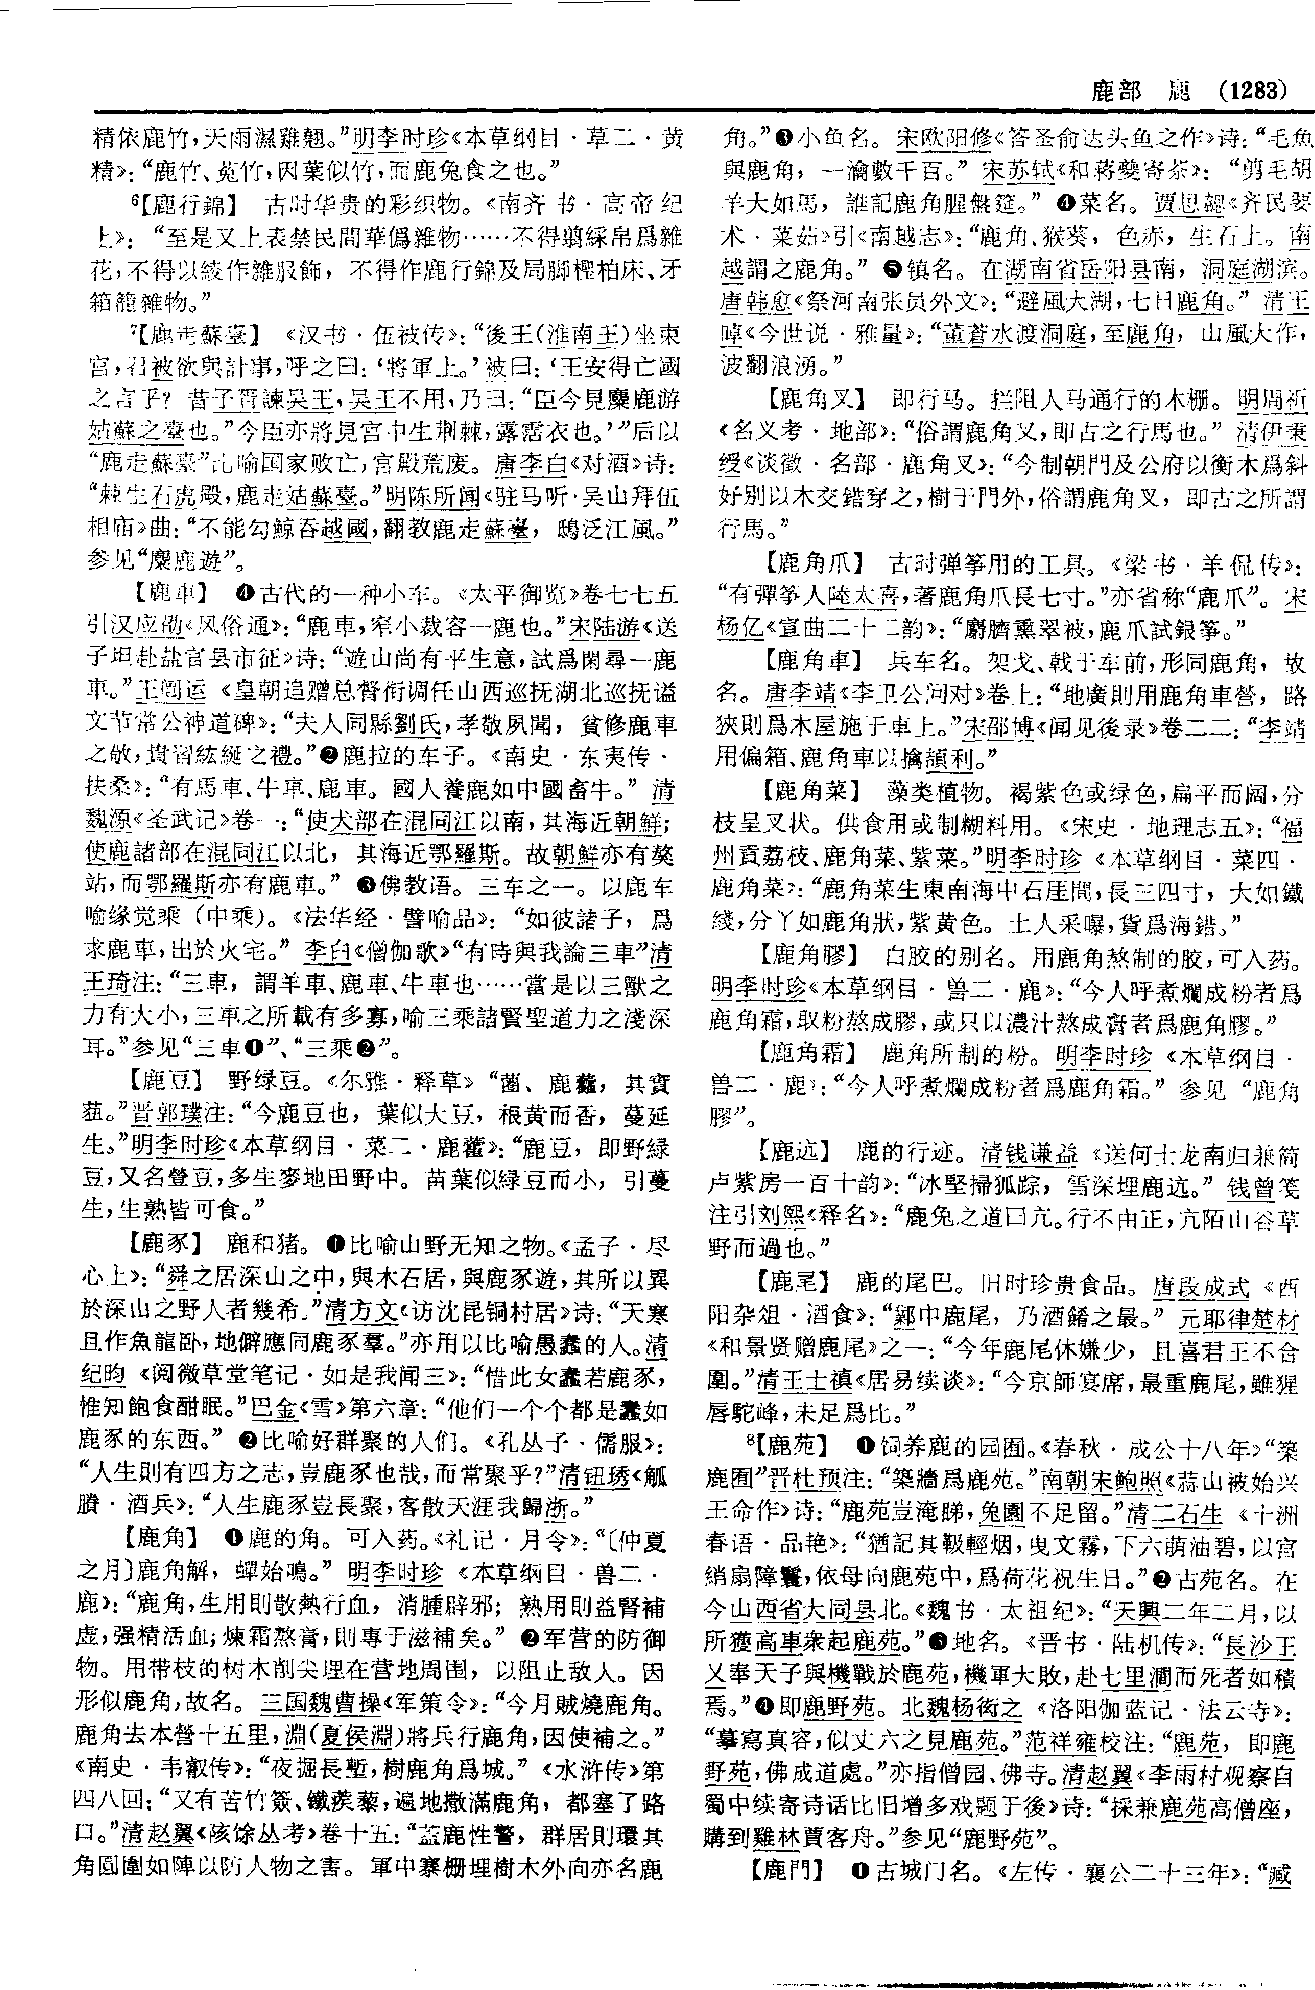 鹿部　鹿　(1283)
精依鹿竹，天雨濕雞翹。”明李时珍《本草纲目·草二·黄
精》：“鹿竹、菟竹，因葉似竹，而鹿兔食之也。”
⁶【鹿行錦】　古时华贵的彩织物。《南齐书·高帝纪
上》：“至是又上表禁民間華僞雜物……不得翦綵帛爲雜
花，不得以綾作雜服飾，不得作鹿行錦及局脚檉柏床、牙
箱籠雜物。”
⁷【鹿走蘇臺】　《汉书·伍被传》：“後王(淮南王)坐東
宫，召被欲與計事，呼之曰：‘將軍上。’被曰：‘王安得亡國
之言乎？昔子胥諫吴王，吴王不用，乃曰：“臣今見麋鹿游
姑蘇之臺也。”今臣亦將見宫中生荆棘，露霑衣也。’”后以
“鹿走蘇臺”比喻国家败亡，宫殿荒废。唐李白《对酒》诗：
“棘生石虎殿，鹿走姑蘇臺。”明陈所闻《驻马听·吴山拜伍
相庙》曲：“不能勾鲸吞越國，翻教鹿走蘇臺，鴟泛江風。”
参见“麋鹿遊”。
【鹿車】　❹古代的一种小车。《太平御览》卷七七五
引汉应劭《风俗通》：“鹿車，窄小裁容一鹿也。”宋陆游《送
子坦赴盐官县市征》诗：“遊山尚有平生意，試爲閑尋一鹿
車。”王闿运《皇朝追赠总督衔调任山西巡抚湖北巡抚谥
文节常公神道碑》：“夫人同縣劉氏，孝敬夙聞，貧修鹿車
之敬，貴習紘綖之禮。”❷鹿拉的车子。《南史·东夷传·
扶桑》：“有馬車、牛車、鹿車。國人養鹿如中國畜牛。”清
魏源《圣武记》卷一：“使犬部在混同江以南，其海近朝鮮；
使鹿諸部在混同江以北，其海近鄂羅斯。故朝鮮亦有獒
站，而鄂羅斯亦有鹿車。”❸佛教语。三车之一。以鹿车
喻缘觉乘（中乘）。《法华经·譬喻品》：“如彼諸子，爲
求鹿車，出於火宅。”李白《僧伽歌》“有時與我論三車”清
王琦注：“三車，謂羊車、鹿車、牛車也……當是以三獸之
力有大小，三車之所載有多寡，喻三乘諸賢聖道力之淺深
耳。”参见“三車❶”、“三乘❷”。
【鹿豆】　野绿豆。《尔雅·释草》“蔨、鹿藿，其實
莥。”晋郭璞注：“今鹿豆也，葉似大豆，根黄而香，蔓延
生。”明李时珍《本草纲目·菜二·鹿藿》：“鹿豆，即野緑
豆，又名䝁豆，多生麥地田野中。苗葉似緑豆而小，引蔓
生，生熟皆可食。”
【鹿豕】　鹿和猪。❶比喻山野无知之物。《孟子·尽
心上》：“舜之居深山之中，與木石居，與鹿豕遊，其所以異
於深山之野人者幾希。”清方文《访沈昆铜村居》诗：“天寒
且作魚龍卧，地僻應同鹿豕羣。”亦用以比喻愚蠢的人。清
纪昀《阅微草堂笔记·如是我闻三》：“惜此女蠢若鹿豕，
惟知飽食酣眠。”巴金《雪》第六章：“他们一个个都是蠢如
鹿豕的东西。”❷比喻好群聚的人们。《孔丛子·儒服》：
“人生則有四方之志，豈鹿豕也哉，而常聚乎？”清钮琇《觚
賸·酒兵》：“人生鹿豕豈長聚，客散天涯我歸浙。”
【鹿角】　❶鹿的角。可入药。《礼记·月令》：“〔仲夏
之月〕鹿角解，蟬始鳴。”明李时珍《本草纲目·兽二·
鹿》：“鹿角，生用則散熱行血，消腫辟邪；熟用則益腎補
虚，强精活血；煉霜熬膏，則專于滋補矣。”❷军营的防御
物。用带枝的树木削尖埋在营地周围，以阻止敌人。因
形似鹿角，故名。三国魏曹操《军策令》：“今月賊燒鹿角。
鹿角去本營十五里，淵(夏侯淵)將兵行鹿角，因使補之。”
《南史·韦叡传》：“夜掘長塹，樹鹿角爲城。”《水浒传》第
四八回：“又有苦竹簽、鐵蒺藜，遍地撒滿鹿角，都塞了路
口。”清赵翼《陔馀丛考》卷十五：“蓋鹿性警，群居則環其
角圓圍如陣以防人物之害。軍中寨栅埋樹木外向亦名鹿
角。”❸小鱼名。宋欧阳修《答圣俞达头鱼之作》诗：“毛魚
與鹿角，一瀹數千百。”宋苏轼《和蒋夔寄茶》：“剪毛胡
羊大如馬，誰記鹿角腥盤筵。”❹菜名。贾思勰《齐民要
术·菜茹》引《南越志》：“鹿角、猴葵，色赤，生石上。南
越謂之鹿角。”❺镇名。在湖南省岳阳县南，洞庭湖滨。
唐韩愈《祭河南张员外文》：“避風大湖，七日鹿角。”清王
晫《今世说·雅量》：“董蒼水渡洞庭，至鹿角，山風大作，
波翻浪湧。”
【鹿角叉】　即行马。拦阻人马通行的木栅。明周祈
《名义考·地部》：“俗謂鹿角叉，即古之行馬也。”清伊秉
绶《谈徵·名部·鹿角叉》：“今制朝門及公府以衡木爲斜
好別以木交錯穿之，樹于門外，俗謂鹿角叉，即古之所謂
行馬。”
【鹿角爪】　古时弹筝用的工具。《梁书·羊侃传》：
“有彈筝人陸太喜，著鹿角爪長七寸。”亦省称“鹿爪”。宋
杨亿《宣曲二十二韵》：“麝臍熏翠被，鹿爪試銀筝。”
【鹿角車】　兵车名。架戈、戟于车前，形同鹿角，故
名。唐李靖《李卫公问对》卷上：“地廣則用鹿角車營，路
狹則爲木屋施于車上。”宋邵博《闻见後录》卷二二：“李靖
用偏箱、鹿角車以擒頡利。”
【鹿角菜】　藻类植物。褐紫色或绿色，扁平而阔，分
枝呈叉状。供食用或制糊料用。《宋史·地理志五》：“福
州貢荔枝、鹿角菜、紫菜。”明李时珍《本草纲目·菜四·
鹿角菜》：“鹿角菜生東南海中石厓間，長三四寸，大如鐵
綫，分丫如鹿角狀，紫黄色。土人采曝，貨爲海錯。”
【鹿角膠】　白胶的别名。用鹿角熬制的胶，可入药。
明李时珍《本草纲目·兽二·鹿》：“今人呼煮爛成粉者爲
鹿角霜，取粉熬成膠，或只以濃汁熬成膏者爲鹿角膠。”
【鹿角霜】　鹿角所制的粉。明李时珍《本草纲目·
兽二·鹿》：“今人呼煮爛成粉者爲鹿角霜。”参见“鹿角
膠”。
【鹿迒】　鹿的行迹。清钱谦益《送何士龙南归兼简
卢紫房一百十韵》：“冰堅掃狐踪，雪深埋鹿迒。”钱曾笺
注引刘熙《释名》：“鹿兔之道曰亢。行不由正，亢陌山谷草
野而過也。”
【鹿尾】　鹿的尾巴。旧时珍贵食品。唐段成式《酉
阳杂俎·酒食》：“鄴中鹿尾，乃酒餚之最。”元耶律楚材
《和景贤赠鹿尾》之一：“今年鹿尾休嫌少，且喜君王不合
圍。”清王士禛《居易续谈》：“今京師宴席，最重鹿尾，雖猩
唇駝峰，未足爲比。”
⁸【鹿苑】　❶饲养鹿的园囿。《春秋·成公十八年》“築
鹿囿”晋杜预注：“築牆爲鹿苑。”南朝宋鲍照《蒜山被始兴
王命作》诗：“鹿苑豈淹睇，兔園不足留。”清二石生《十洲
春语·品艳》：“猶記其靸輕烟，曳文霧，下六萌油碧，以宫
綃扇障鬢，依母向鹿苑中，爲荷花祝生日。”❷古苑名。在
今山西省大同县北。《魏书·太祖纪》：“天興二年二月，以
所獲高車衆起鹿苑。”❸地名。《晋书·陆机传》：“長沙王
乂奉天子與機戰於鹿苑，機軍大敗，赴七里澗而死者如積
焉。”❹即鹿野苑。北魏杨衒之《洛阳伽蓝记·法云寺》：
“摹寫真容，似丈六之見鹿苑。”范祥雍校注：“鹿苑，即鹿
野苑，佛成道處。”亦指僧园、佛寺。清赵翼《李雨村观察自
蜀中续寄诗话比旧增多戏题于後》诗：“採兼鹿苑高僧座，
購到雞林賈客舟。”参见“鹿野苑”。
【鹿門】　❶古城门名。《左传·襄公二十三年》：“臧